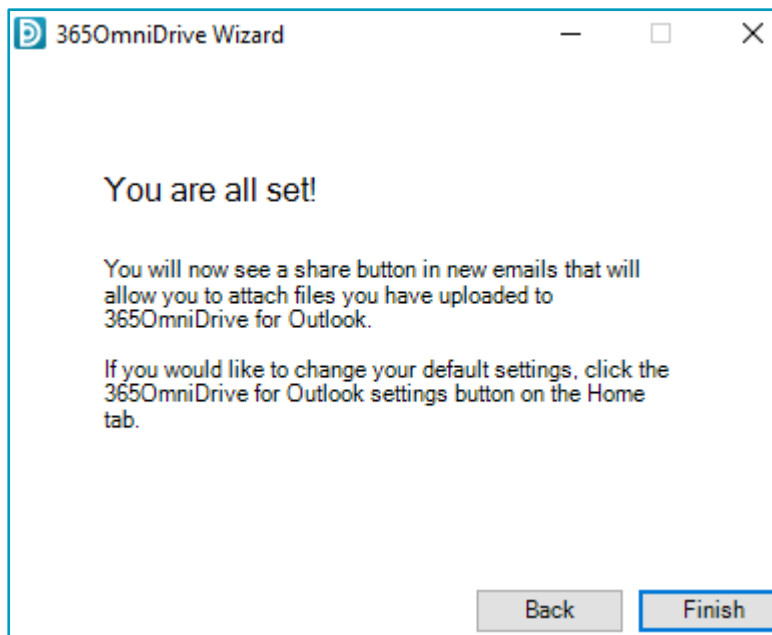 365OmniDrive Wizard
You are all set!
You will now see a share button in new emails that will
allow you to attach files you have uploaded to
365OmniDrive for Outlook.
If you would like to change your default settings, click the
365OmniDrive for Outlook settings button on the Home
tab.
Back Finish